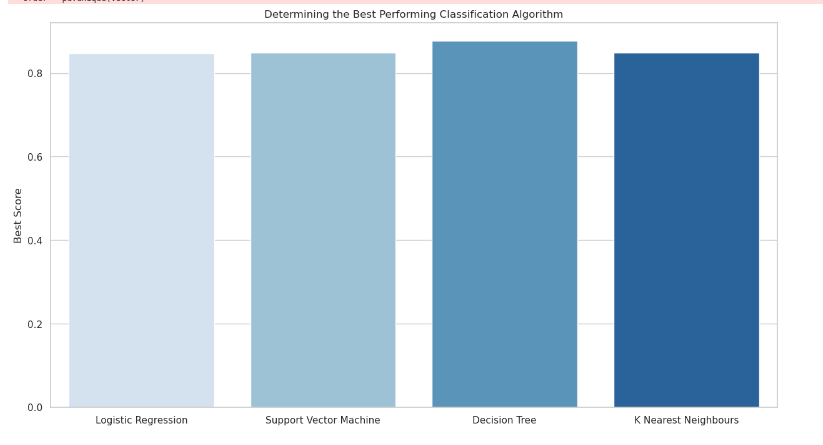 Determining the Best Performing Classification Algorithm
Best Score
0.8
0.6
0.4
0.2
0.0
Logistic Regression
Support Vector Machine
Decision Tree
K Nearest Neighbours